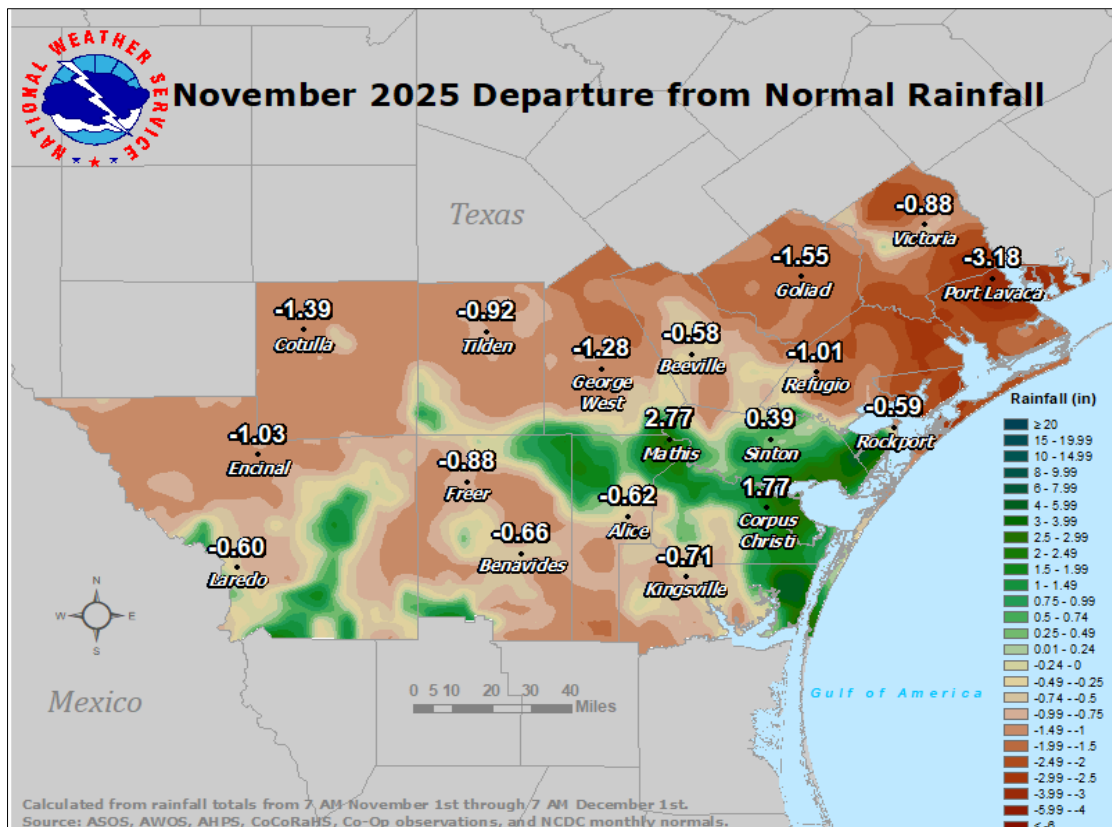 NATIONAL WEATHER SERVICE
November 2025 Departure from Normal Rainfall
Texas
-0.88
Victoria
-1.55
Goliad
-3.18
Port Lavaca
-1.39
Cotulla
-0.92
Tilden
-1.28
George
West
-0.58
Beeville
-1.01
Refugio
-0.59
Rockport
2.77
Mathis
0.39
Sinton
-1.03
Encinal
-0.88
Freer
-0.62
Alice
1.77
Corpus
Christi
-0.60
Laredo
-0.66
Benavides
-0.71
Kingsville
Rainfall (in)
≥ 20
15 - 19.99
10 - 14.99
8 - 9.99
6 - 7.99
4 - 5.99
3 - 3.99
2.5 - 2.99
2 - 2.49
1.5 - 1.99
1 - 1.49
0.75 - 0.99
0.5 - 0.74
0.25 - 0.49
0.01 - 0.24
-0.24 - 0
-0.49 - -0.25
-0.74 - -0.5
-0.99 - -0.75
-1.49 - -1
-1.99 - -1.5
-2.49 - -2
-2.99 - -2.5
-3.99 - -3
-5.99 - -4
N
W E
S
0 5 10 20 30 40
Miles
Mexico
Gulf of America
Calculated from rainfall totals from 7 AM November 1st through 7 AM December 1st.
Source: ASOS, AWOS, AHPS, CoCoRaHS, Co-Op observations, and NCDC monthly normals.